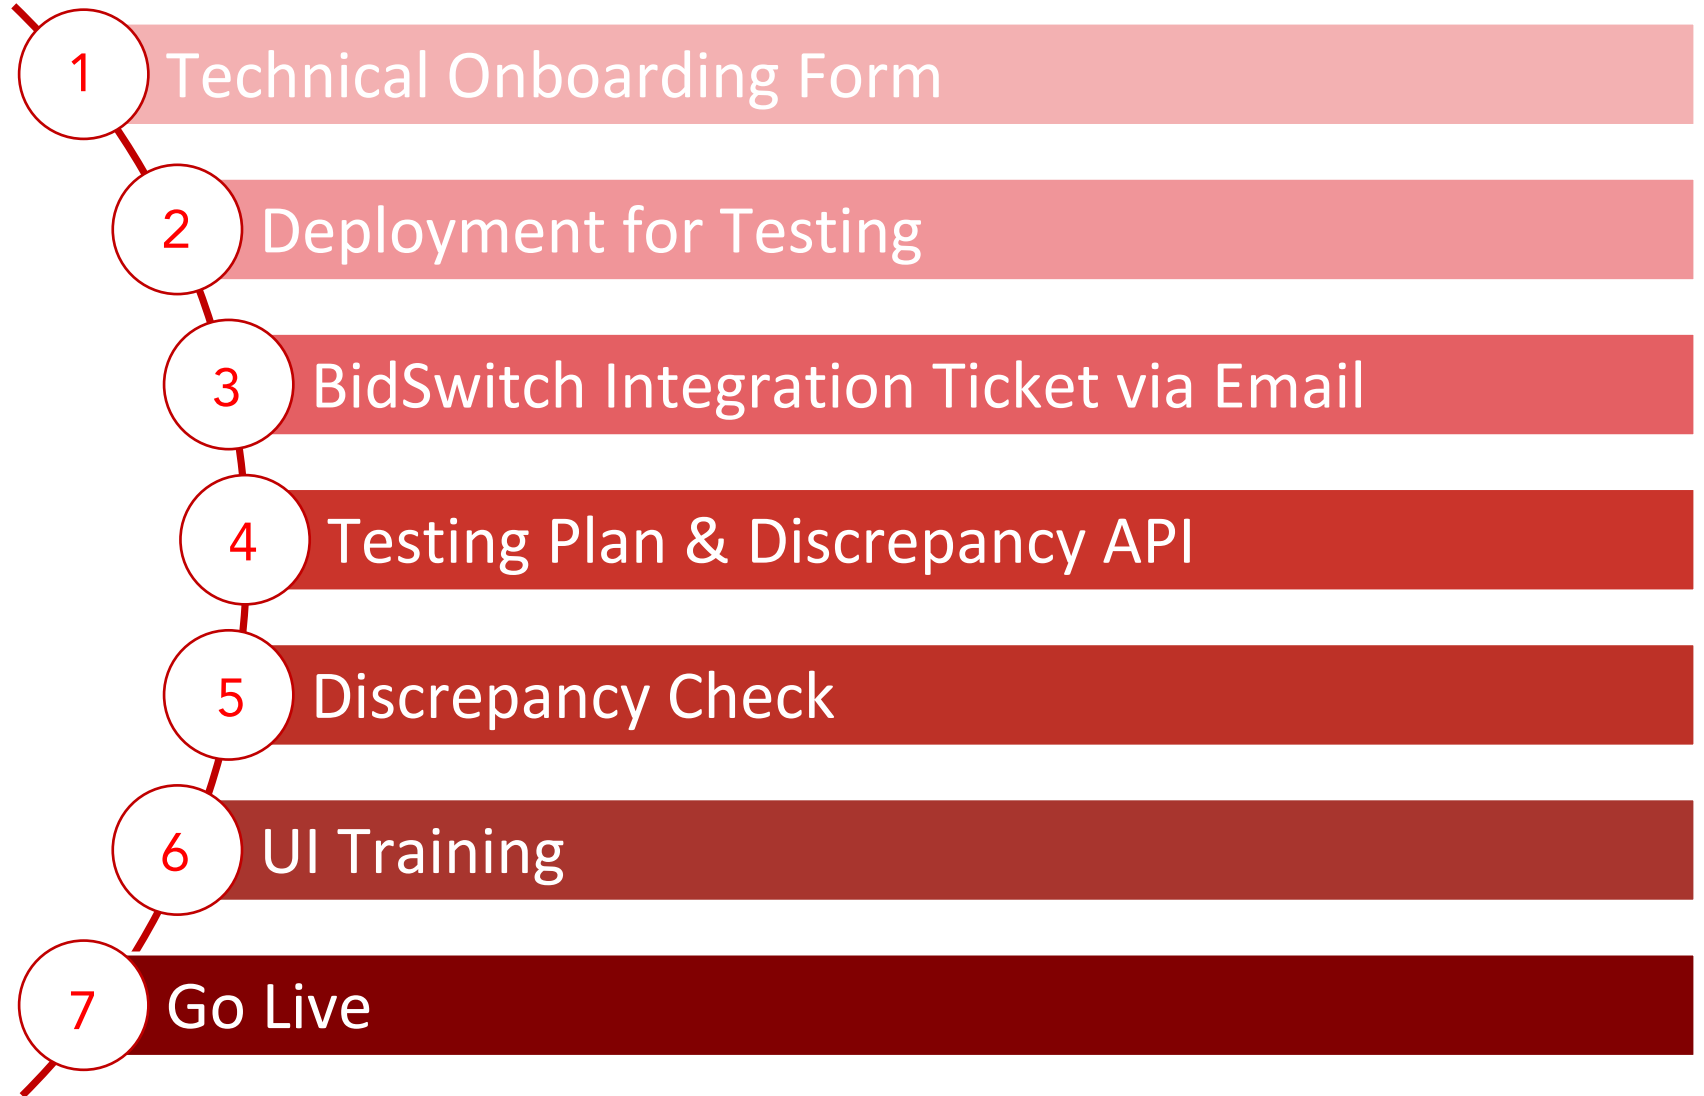 1 Technical Onboarding Form
2 Deployment for Testing
3 BidSwitch Integration Ticket via Email
4 Testing Plan & Discrepancy API
5 Discrepancy Check
6 UI Training
7 Go Live